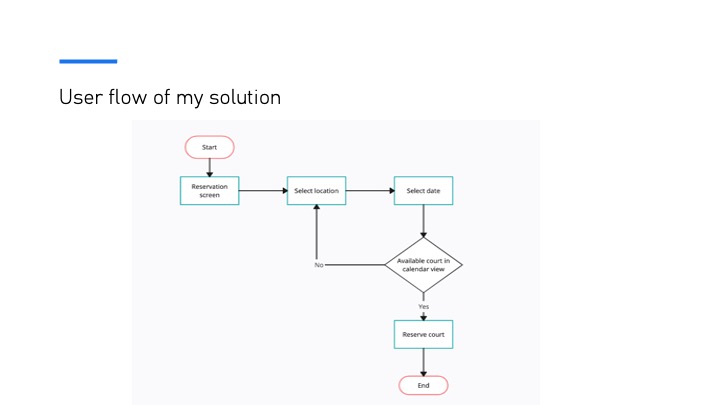 User flow of my solution
Start
Reservation
screen
Select location
Select date
Available court in
calendar view
No
Yes
Reserve court
End